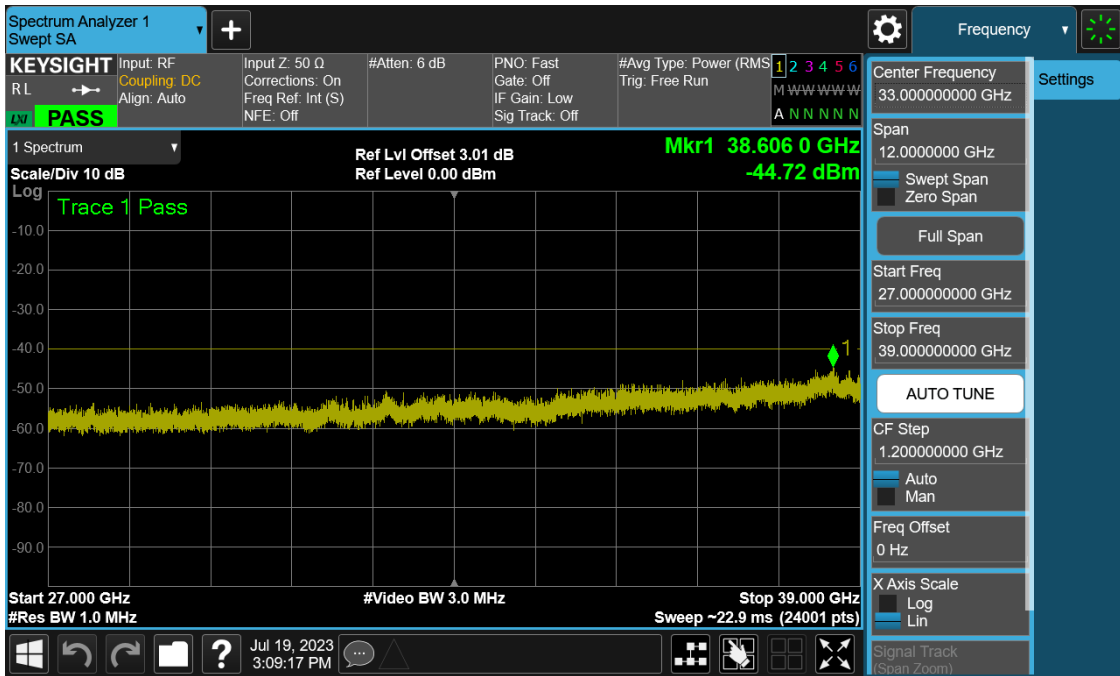 Spectrum Analyzer 1
Swept SA
+
Frequency
KEYSIGHT
RL
LXI PASS
Input: RF
Coupling: DC
Align: Auto
Input Z: 50 Ω
Corrections: On
Freq Ref: Int (S)
NFE: Off
#Atten: 6 dB
PNO: Fast
Gate: Off
IF Gain: Low
Sig Track: Off
#Avg Type: Power (RMS
Trig: Free Run
1 2 3 4 5 6
M W W W W W
A N N N N N
1 Spectrum
Scale/Div 10 dB
Ref Lvl Offset 3.01 dB
Ref Level 0.00 dBm
Mkr1 38.606 0 GHz
-44.72 dBm
Log
Trace 1 Pass
-10.0
-20.0
-30.0
-40.0
1
-50.0
-60.0
-70.0
-80.0
-90.0
Start 27.000 GHz
#Video BW 3.0 MHz
Stop 39.000 GHz
#Res BW 1.0 MHz
Sweep ~22.9 ms (24001 pts)
Center Frequency
33.000000000 GHz
Settings
Span
12.0000000 GHz
Swept Span
Zero Span
Full Span
Start Freq
27.000000000 GHz
Stop Freq
39.000000000 GHz
AUTO TUNE
CF Step
1.200000000 GHz
Auto
Man
Freq Offset
0 Hz
X Axis Scale
Log
Lin
Signal Track
(Span Zoom)
?
Jul 19, 2023
3:09:17 PM